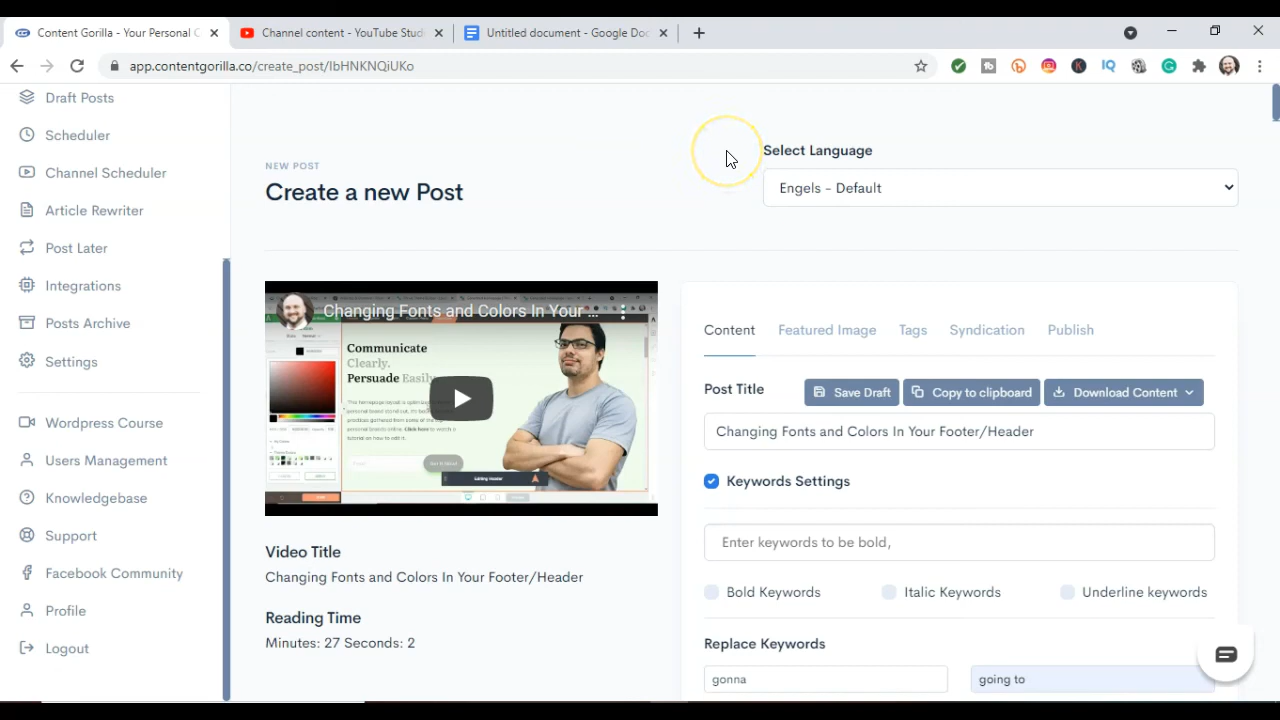 Content Gorilla - Your Personal C
Channel content - YouTube Stud
Untitled document - Google Doc
app.contentgorilla.co/create_post/IbHNKNQiUKo
Draft Posts
Scheduler
Channel Scheduler
Article Rewriter
Post Later
Integrations
Posts Archive
Settings
Wordpress Course
Users Management
Knowledgebase
Support
Facebook Community
Profile
Logout
NEW POST
Create a new Post
Select Language
Engels - Default
Changing Fonts and Colors In Your ...
Communicate
Clearly.
Persuade Easily
Editing Header
Video Title
Changing Fonts and Colors In Your Footer/Header
Reading Time
Minutes: 27 Seconds: 2
Content Featured Image Tags Syndication Publish
Post Title Save Draft Copy to clipboard Download Content
Changing Fonts and Colors In Your Footer/Header
Keywords Settings
Enter keywords to be bold,
Bold Keywords Italic Keywords Underline keywords
Replace Keywords
gonna going to